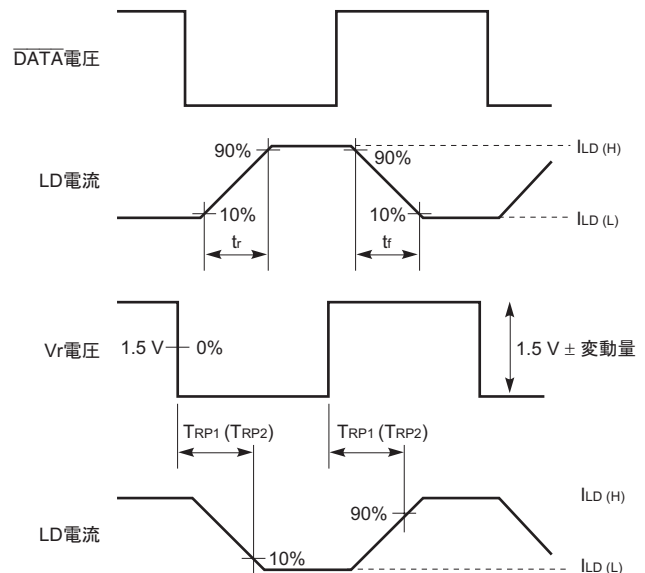 DATA電圧
LD電流
90%
90%
ILD (H)
10%
10%
ILD (L)
tr
tf
Vr電圧
1.5 V
0%
1.5 V ± 変動量
TRP1 (TRP2)
TRP1 (TRP2)
LD電流
90%
10%
ILD (H)
ILD (L)